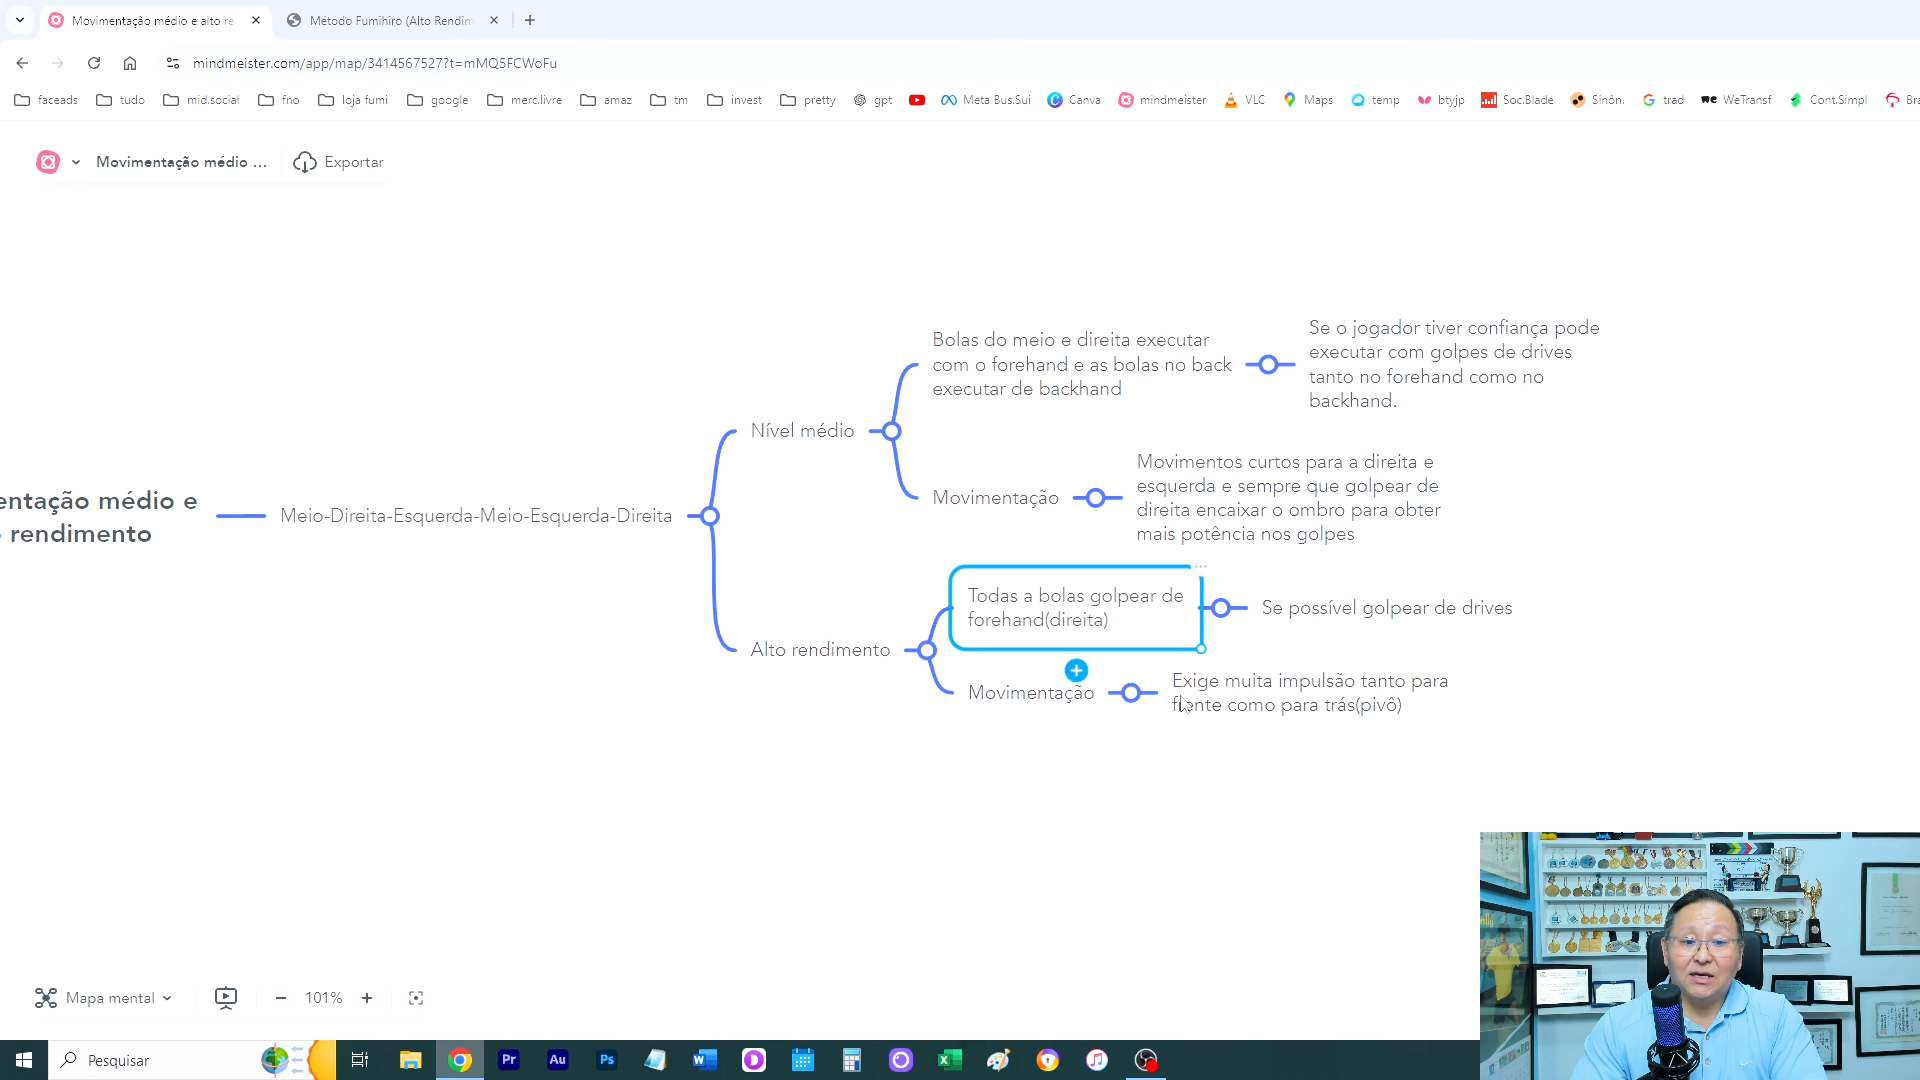 Movimentação médio e alto re
Método Fumihiro (Alto Rendim
mindmeister.com/app/map/3414567527?t=mMQ5FCWoFu
faceads
tudo
mid.social
fno
loja fumi
google
merc.livre
amaz
tm
invest
pretty
gpt
Meta Bus.Sui
Canva
mindmeister
VLC
Maps
temp
btyjp
Soc.Blade
Sinôn.
trad
WeTransf
Cont.Simpl
Bra
Movimentação médio ...
Exportar
Se o jogador tiver confiança pode
executar com golpes de drives
tanto no forehand como no
backhand.
Bolas do meio e direita executar
com o forehand e as bolas no back
executar de backhand
Nível médio
Movimentos curtos para a direita e
esquerda e sempre que golpear de
direita encaixar o ombro para obter
mais potência nos golpes
Movimentação
entação médio e
rendimento
Meio-Direita-Esquerda-Meio-Esquerda-Direita
Todas a bolas golpear de
forehand(direita)
Se possível golpear de drives
Alto rendimento
Movimentação
Exige muita impulsão tanto para
frente como para trás(pivô)
Mapa mental
101%
Pesquisar
Pr
Au
Ps